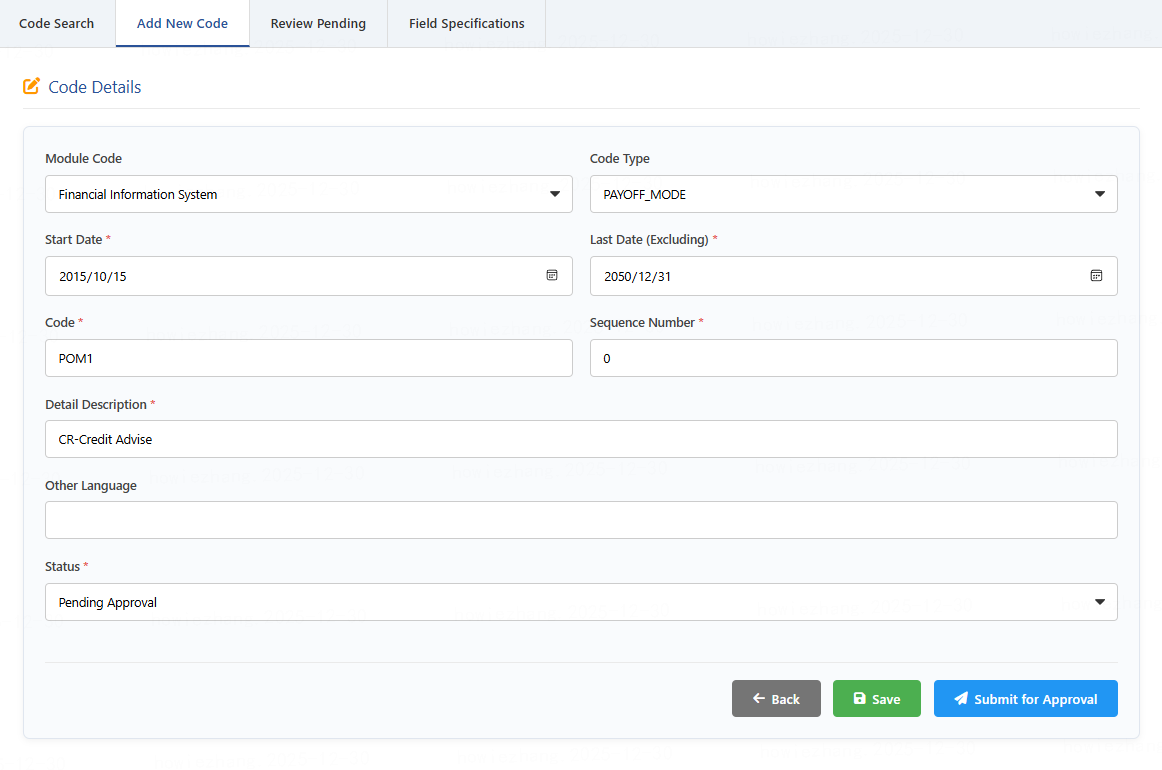 Code Search Add New Code Review Pending Field Specifications
Code Details
Module Code Code Type
Financial Information System PAYOFF_MODE
Start Date * Last Date (Excluding) *
2015/10/15 2050/12/31
Code * Sequence Number *
POM1 0
Detail Description *
CR-Credit Advise
Other Language
Status *
Pending Approval
Back Save Submit for Approval